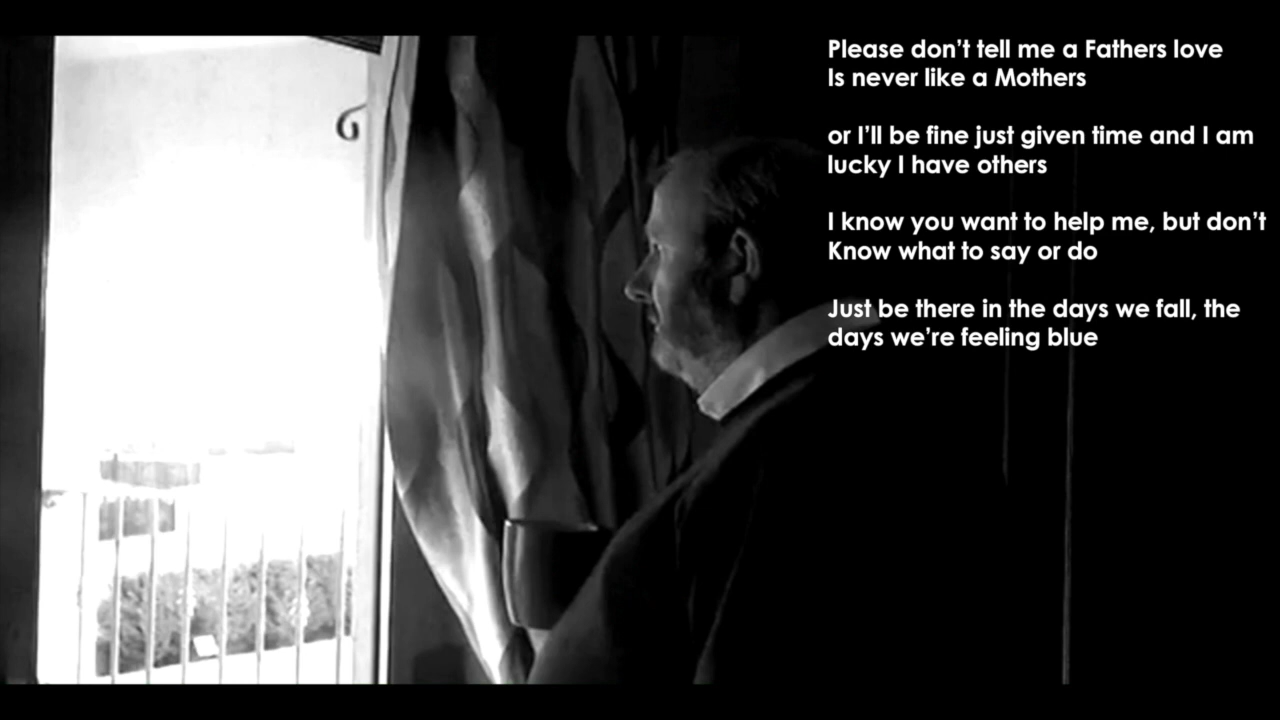 Please don't tell me a Fathers love
Is never like a Mothers
or I'll be fine just given time and I am
lucky I have others
I know you want to help me, but don't
Know what to say or do
Just be there in the days we fall, the
days we're feeling blue